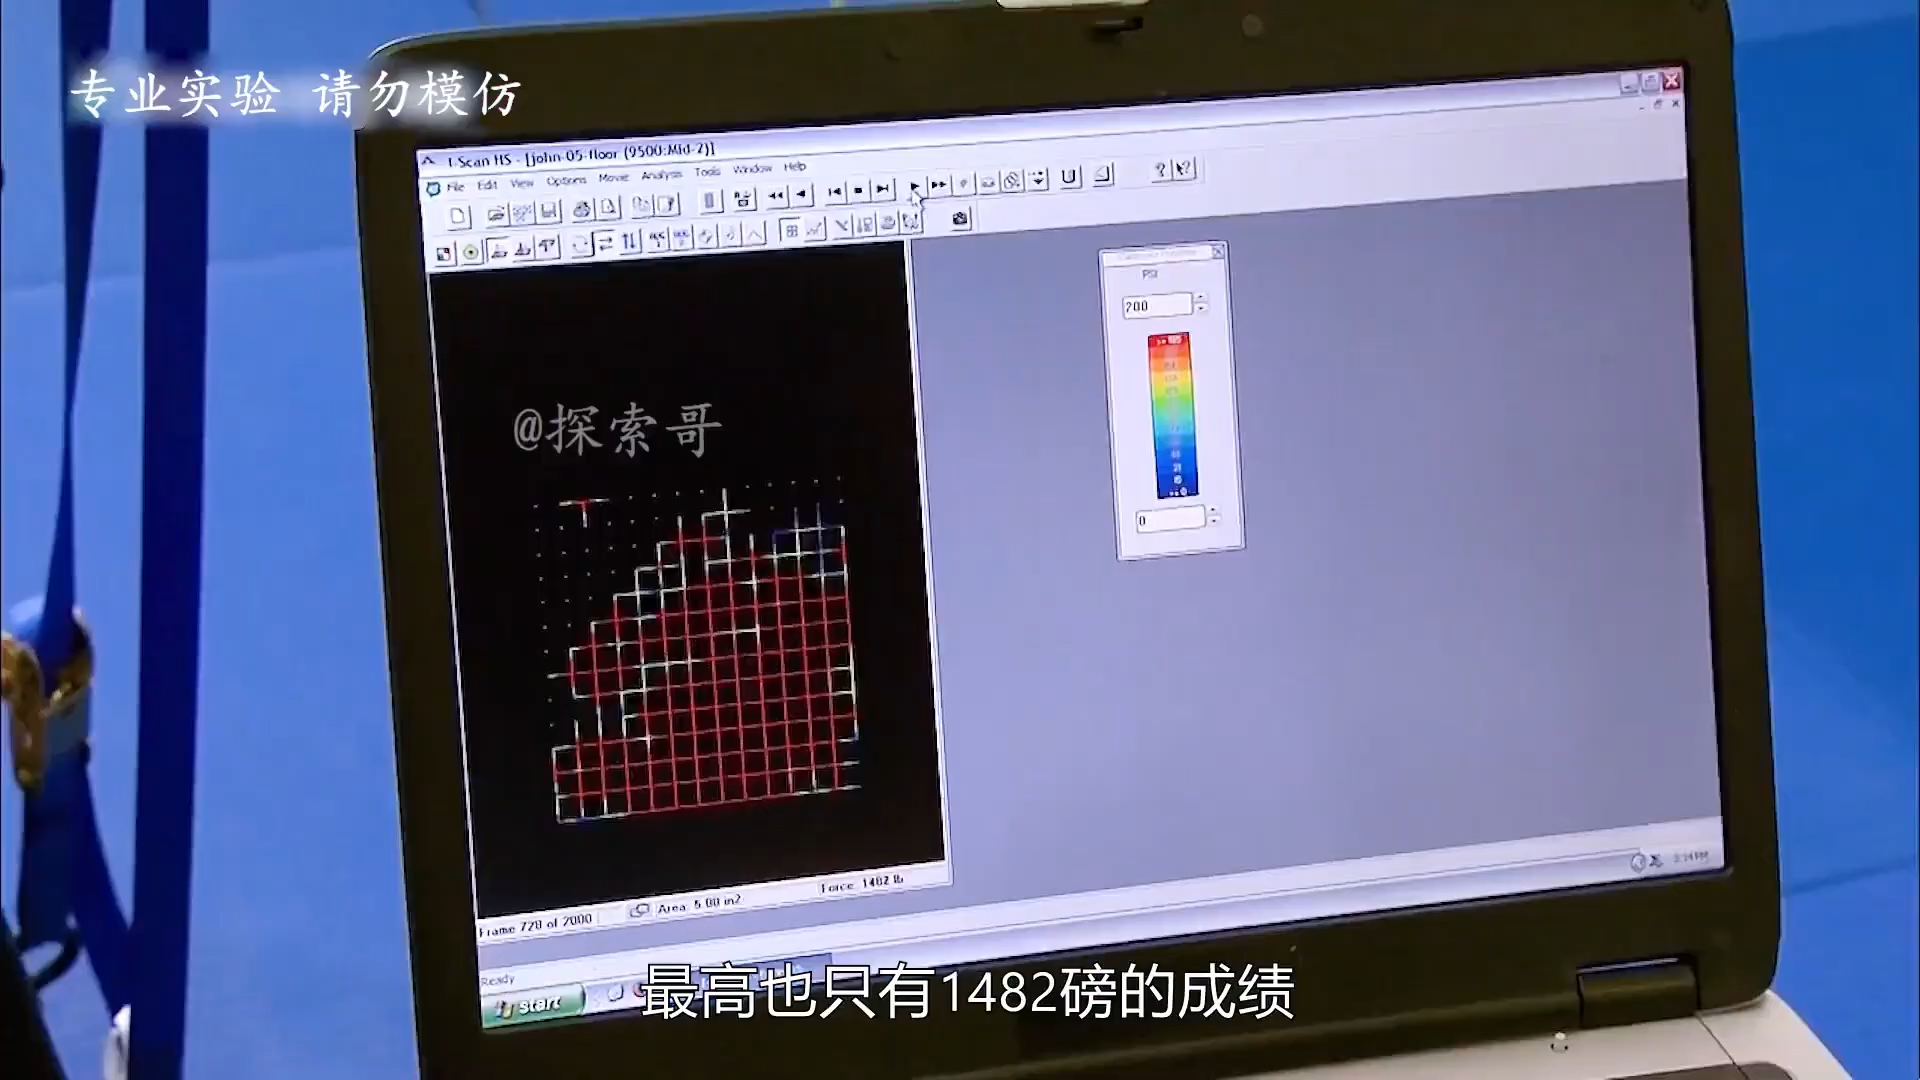 专业实验 请勿模仿
I-Scan HS - [john-05-floor (9500:Mid-2)]
File Edit View Options Movie Analysis Tools Window Help
PSI
200
@探索哥
0
Force: 1482 lb
Area: 5.00 in2
Frame 728 of 2000
Ready
start
最高也只有1482磅的成绩